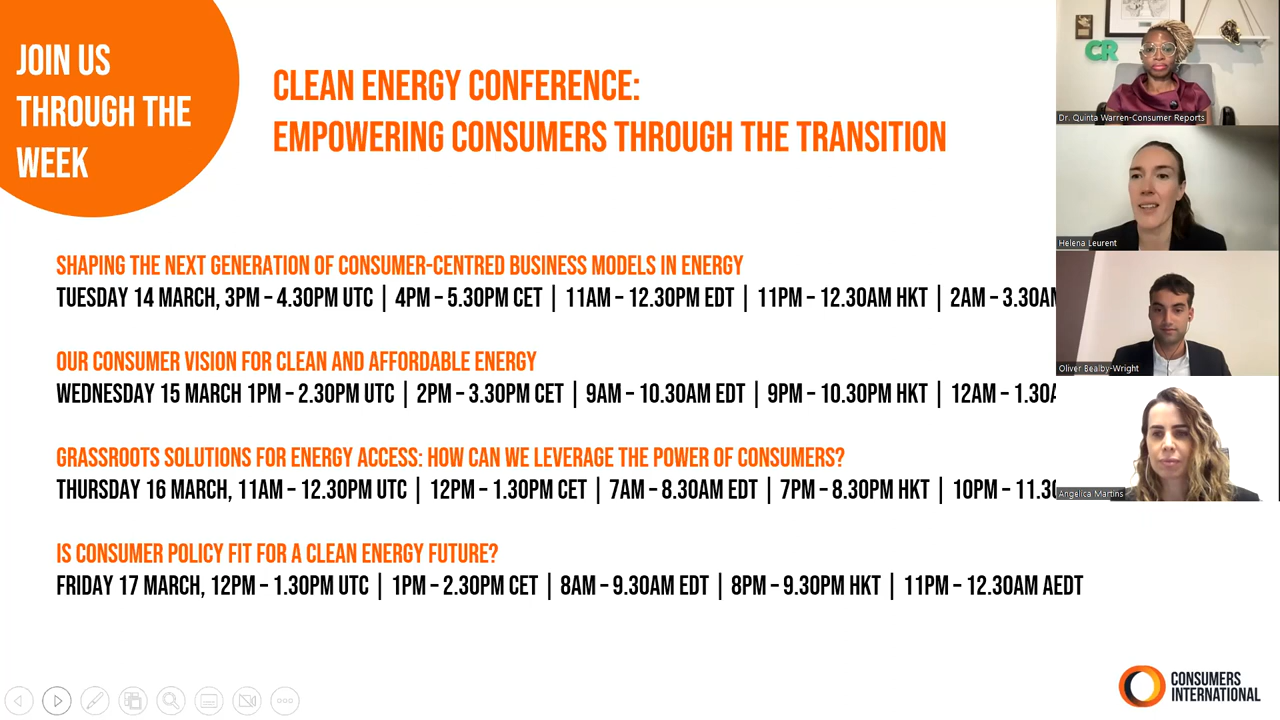 JOIN US
THROUGH THE
WEEK
CLEAN ENERGY CONFERENCE:
EMPOWERING CONSUMERS THROUGH THE TRANSITION
SHAPING THE NEXT GENERATION OF CONSUMER-CENTRED BUSINESS MODELS IN ENERGY
TUESDAY 14 MARCH, 3PM – 4.30PM UTC | 4PM – 5.30PM CET | 11AM – 12.30PM EDT | 11PM – 12.30AM HKT | 2AM – 3.30AM
OUR CONSUMER VISION FOR CLEAN AND AFFORDABLE ENERGY
WEDNESDAY 15 MARCH 1PM – 2.30PM UTC | 2PM – 3.30PM CET | 9AM – 10.30AM EDT | 9PM – 10.30PM HKT | 12AM – 1.30A
GRASSROOTS SOLUTIONS FOR ENERGY ACCESS: HOW CAN WE LEVERAGE THE POWER OF CONSUMERS?
THURSDAY 16 MARCH, 11AM – 12.30PM UTC | 12PM – 1.30PM CET | 7AM – 8.30AM EDT | 7PM – 8.30PM HKT | 10PM – 11.30
IS CONSUMER POLICY FIT FOR A CLEAN ENERGY FUTURE?
FRIDAY 17 MARCH, 12PM – 1.30PM UTC | 1PM – 2.30PM CET | 8AM – 9.30AM EDT | 8PM – 9.30PM HKT | 11PM – 12.30AM AEDT
CR
Dr. Quinta Warren-Consumer Reports
Helena Leurent
Oliver Bealby-Wright
Angelica Martins
CONSUMERS
INTERNATIONAL